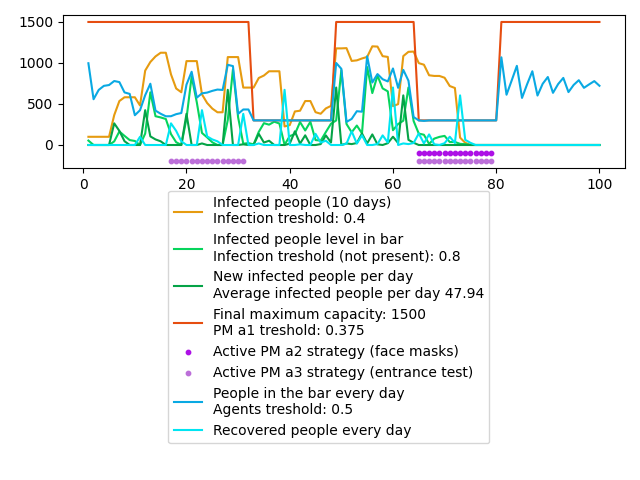 1500
1000
500
0
0 20 40 60 80 100
Infected people (10 days)
Infection treshold: 0.4
Infected people level in bar
Infection treshold (not present): 0.8
New infected people per day
Average infected people per day 47.94
Final maximum capacity: 1500
PM a1 treshold: 0.375
Active PM a2 strategy (face masks)
Active PM a3 strategy (entrance test)
People in the bar every day
Agents treshold: 0.5
Recovered people every day